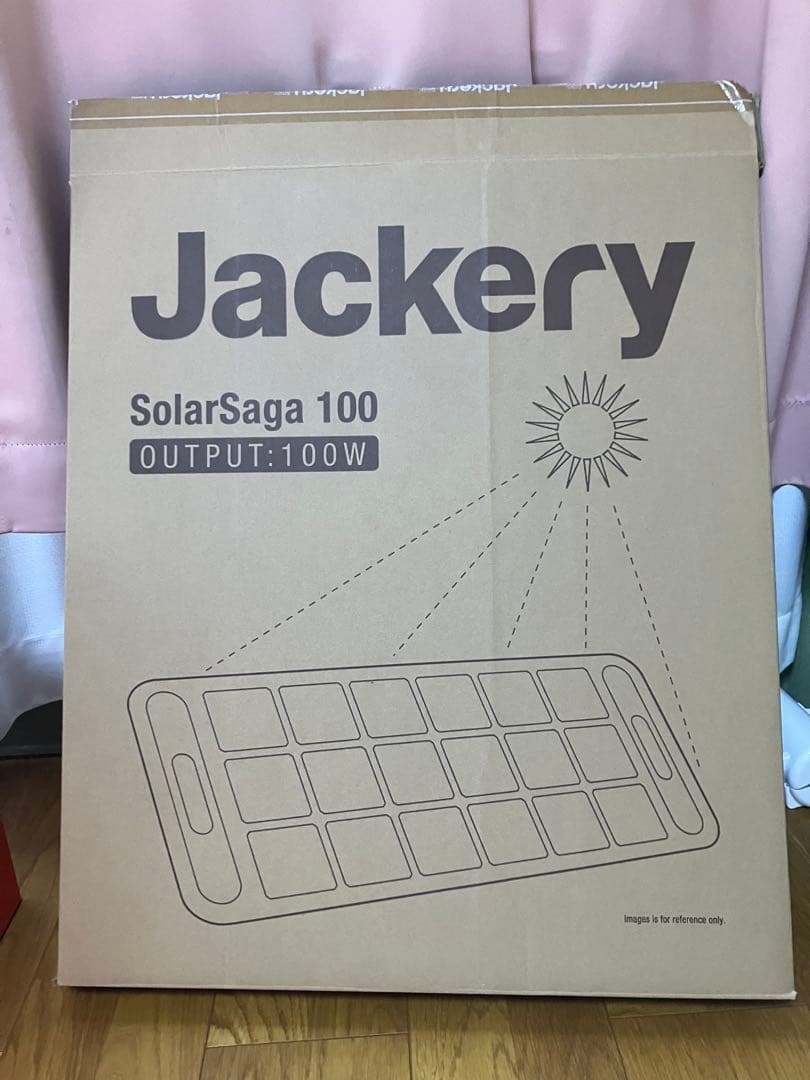 Jackery
SolarSaga 100
OUTPUT:100W
Images is for reference only.